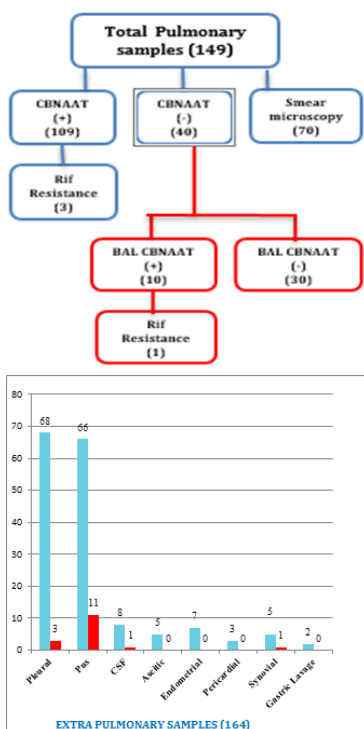 Total Pulmonary
samples (149)
CBNAAT
(+)
(109)
CBNAAT
(-)
(40)
Smear
microscopy
(70)
Rif
Resistance
(3)
BAL CBNAAT
(+)
(10)
BAL CBNAAT
(-)
(30)
Rif
Resistance
(1)
80
70
60
50
40
30
20
10
0
68
3
66
11
8
1
5
0
7
0
3
0
5
1
2
0
Pleural
Pus
CSF
Ascitic
Endometrial
Pericardial
Synovial
Gastric Lavage
EXTRA PULMONARY SAMPLES (164)